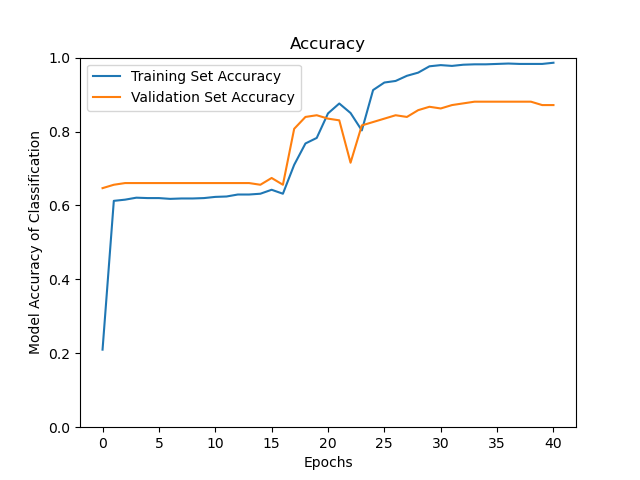 Accuracy
1.0
0.8
0.6
0.4
0.2
0.0
Model Accuracy of Classification
Training Set Accuracy
Validation Set Accuracy
0 5 10 15 20 25 30 35 40
Epochs